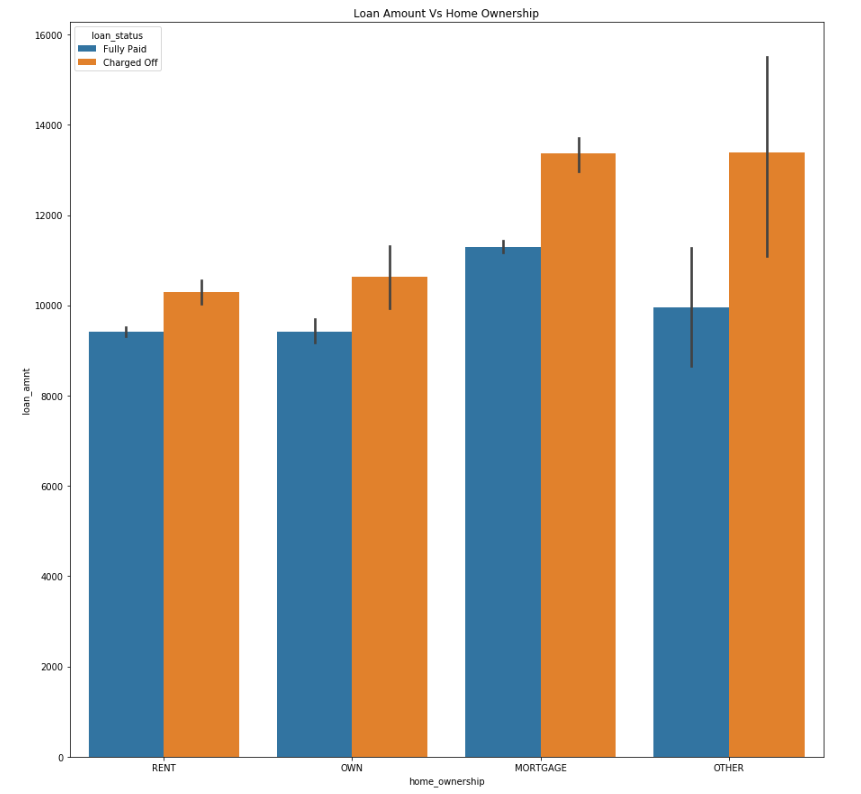 Loan Amount Vs Home Ownership
loan_status
Fully Paid
Charged Off
16000
14000
12000
10000
8000
6000
4000
2000
0
loan_amnt
RENT OWN MORTGAGE OTHER
home_ownership